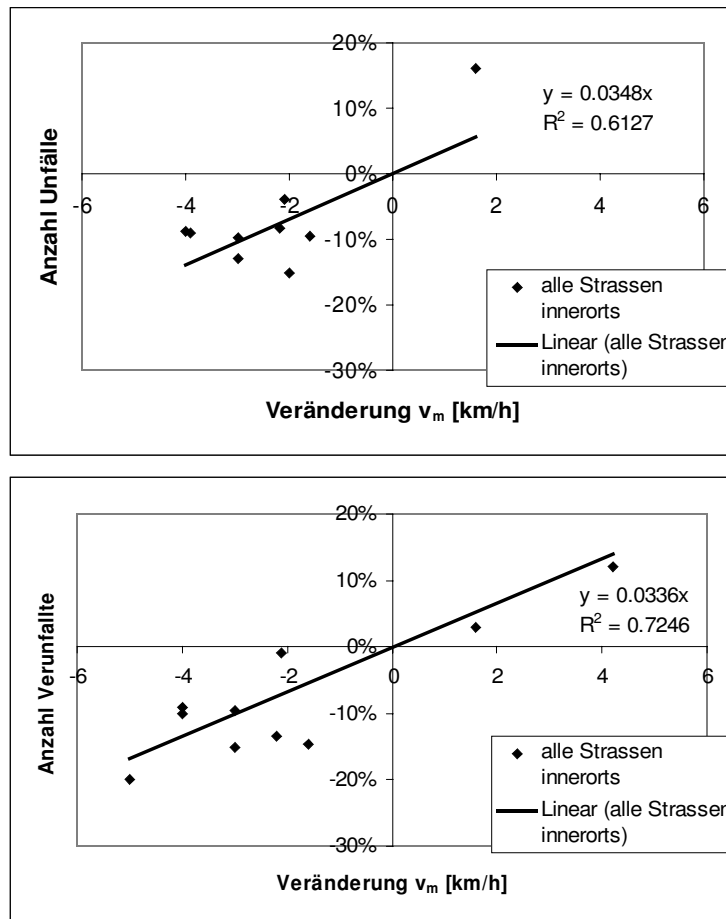 20%
y = 0.0348x
10%
R² = 0.6127
0%
-6 -4 -2 0 2 4 6
-10%
-20%
-30%
Anzahl Unfälle
alle Strassen
innerorts
Linear (alle Strassen
innerorts)
Veränderung vₘ [km/h]
20%
10%
y = 0.0336x
R² = 0.7246
0%
-6 -4 -2 0 2 4 6
-10%
-20%
-30%
Anzahl Verunfallte
alle Strassen
innerorts
Linear (alle Strassen
innerorts)
Veränderung vₘ [km/h]